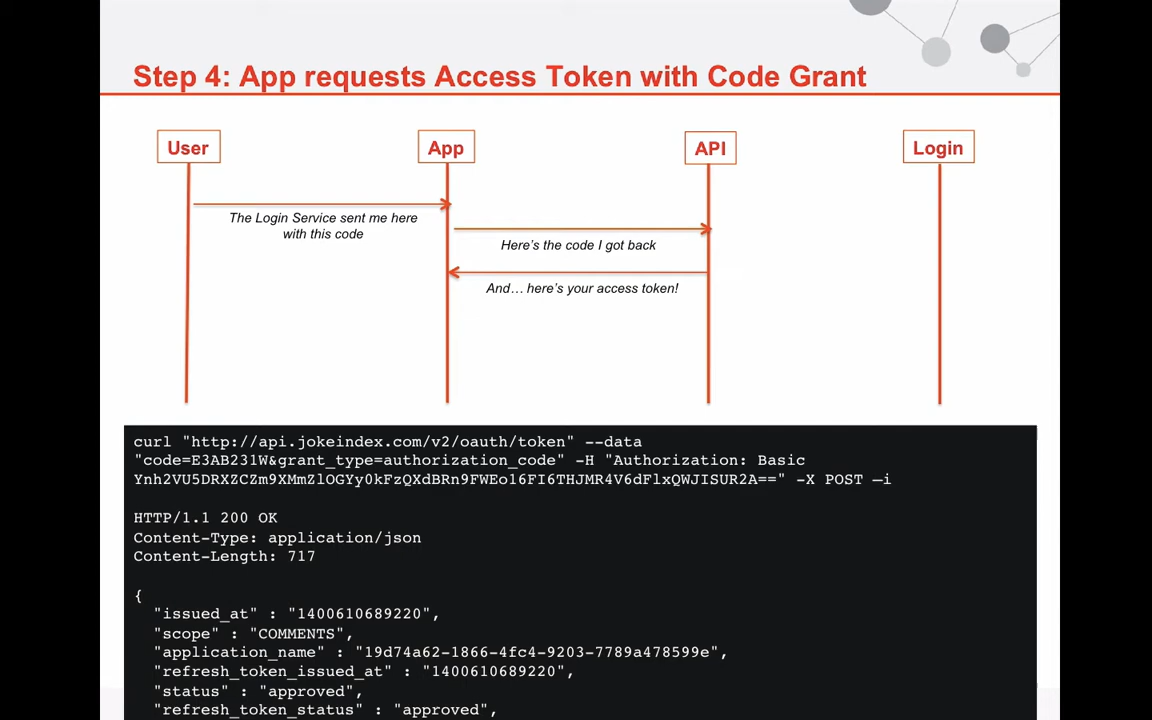 Step 4: App requests Access Token with Code Grant
User
App
API
Login
The Login Service sent me here
with this code
Here's the code I got back
And… here's your access token!
curl "http://api.jokeindex.com/v2/oauth/token" --data
"code=E3AB231W&grant_type=authorization_code" -H "Authorization: Basic
Ynh2VU5DRXZCZm9XMmZlOGYy0kFzQXdBRn9FWEo16FI6THJMR4V6dFlxQWJISUR2A==" -X POST –i
HTTP/1.1 200 OK
Content-Type: application/json
Content-Length: 717
{
"issued_at" : "1400610689220",
"scope" : "COMMENTS",
"application_name" : "19d74a62-1866-4fc4-9203-7789a478599e",
"refresh_token_issued_at" : "1400610689220",
"status" : "approved",
"refresh_token_status" : "approved",